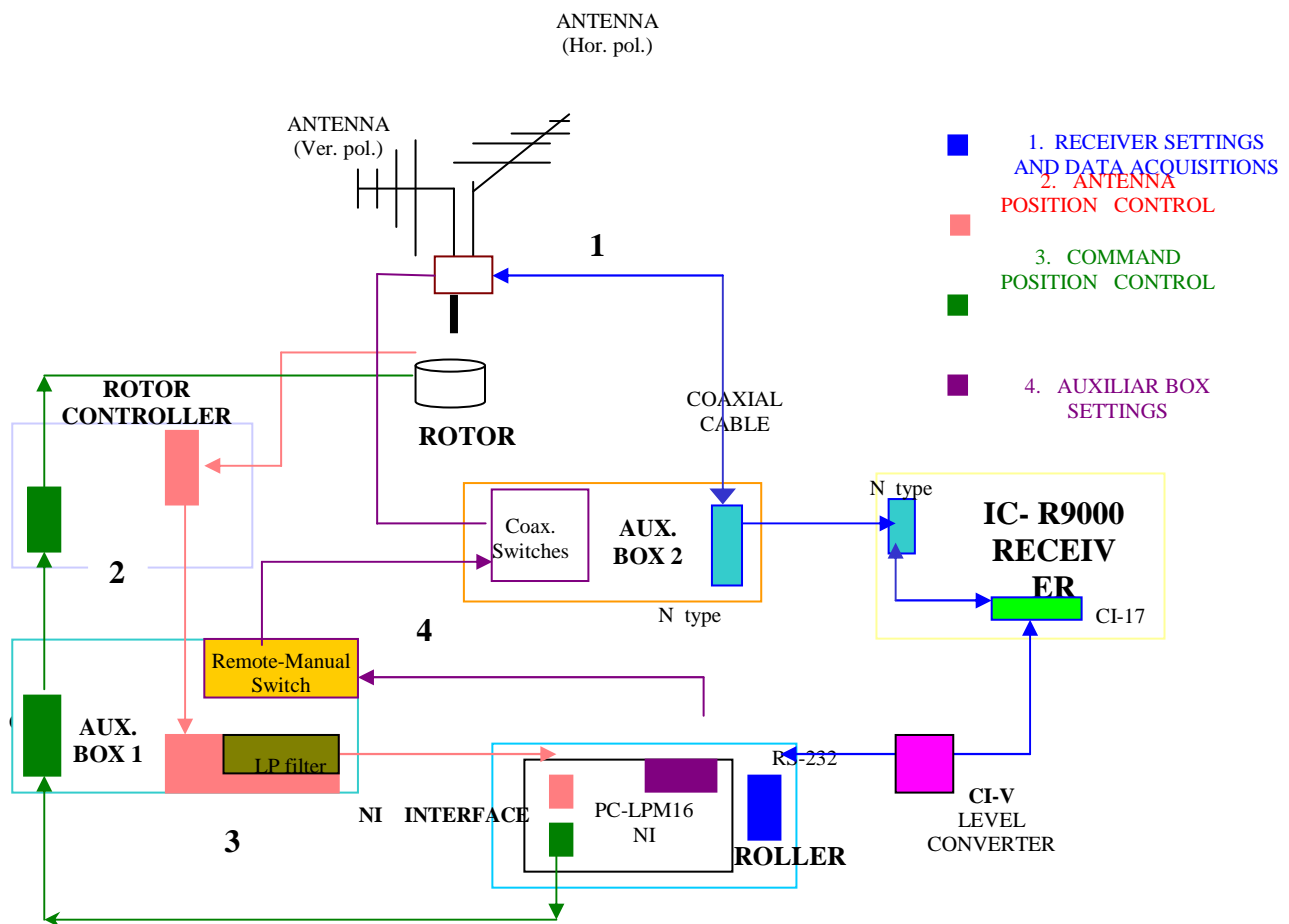 ANTENNA
(Hor. pol.)
ANTENNA
(Ver. pol.)
1. RECEIVER SETTINGS
AND DATA ACQUISITIONS
2. ANTENNA
POSITION CONTROL
3. COMMAND
POSITION CONTROL
4. AUXILIAR BOX
SETTINGS
1
ROTOR
CONTROLLER
ROTOR
COAXIAL
CABLE
2
Coax.
Switches
AUX.
BOX 2
N type
N type
IC- R9000
RECEIV
ER
CI-17
4
Remote-Manual
Switch
AUX.
BOX 1
LP filter
3
NI INTERFACE
PC-LPM16
NI
RS-232
ROLLER
CI-V
LEVEL
CONVERTER